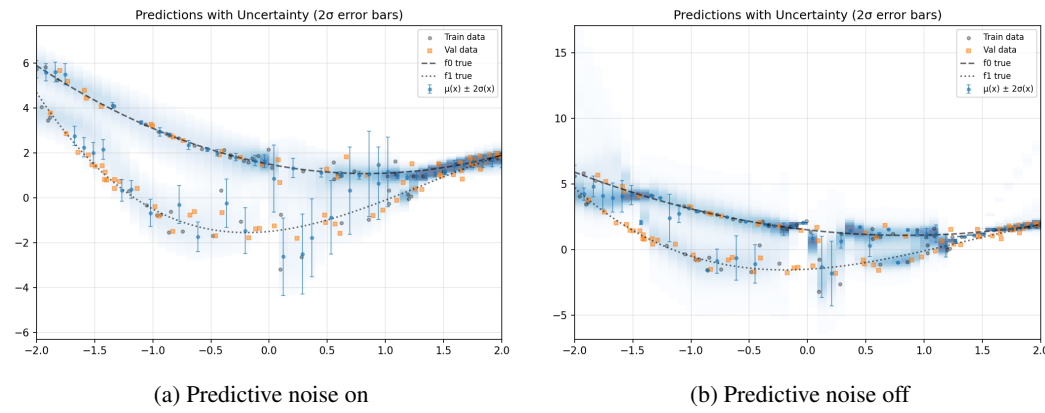 Predictions with Uncertainty (2σ error bars)
Train data
Val data
f0 true
f1 true
μ(x) ± 2σ(x)
6
4
2
0
−2
−4
−6
−2.0 −1.5 −1.0 −0.5 0.0 0.5 1.0 1.5 2.0
(a) Predictive noise on
Predictions with Uncertainty (2σ error bars)
Train data
Val data
f0 true
f1 true
μ(x) ± 2σ(x)
15
10
5
0
−5
−2.0 −1.5 −1.0 −0.5 0.0 0.5 1.0 1.5 2.0
(b) Predictive noise off